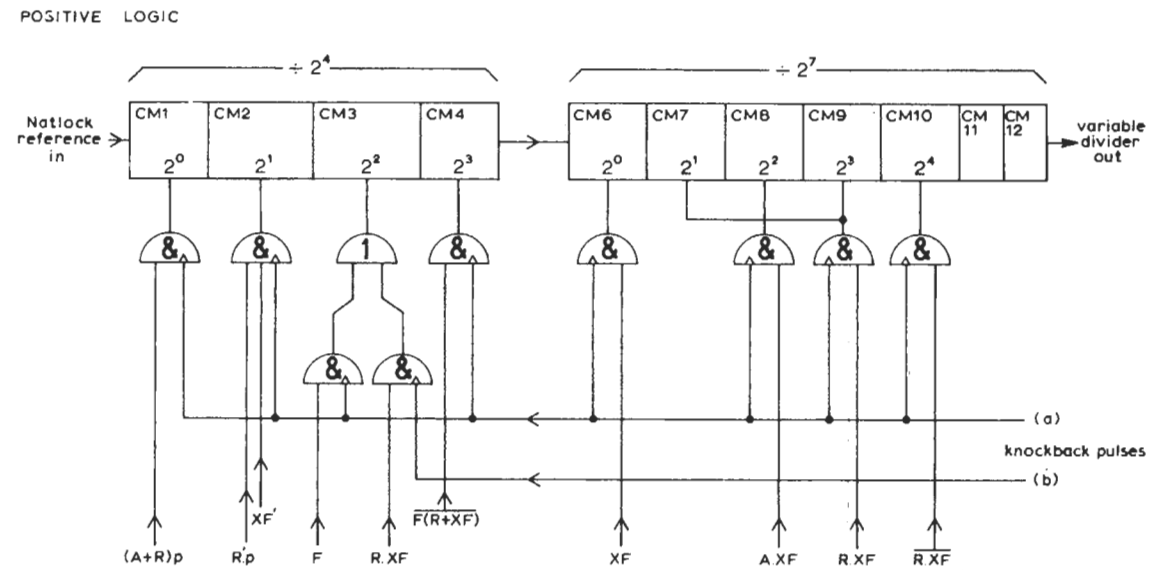 POSITIVE LOGIC
÷ 2⁴
÷ 2⁷
Natlock
reference
in
CM1
CM2
CM3
CM4
2⁰
2¹
2²
2³
CM6
CM7
CM8
CM9
CM10
CM
11
CM
12
2⁰
2¹
2²
2³
2⁴
variable
divider
out
&
&
1
&
&
&
&
&
&
&
(a)
knockback pulses
(b)
(A+R)p
R'p
XF'
F
R.XF
F̅(̅R̅+̅X̅F̅)̅
XF
A.XF
R.XF
R̅.̅X̅F̅